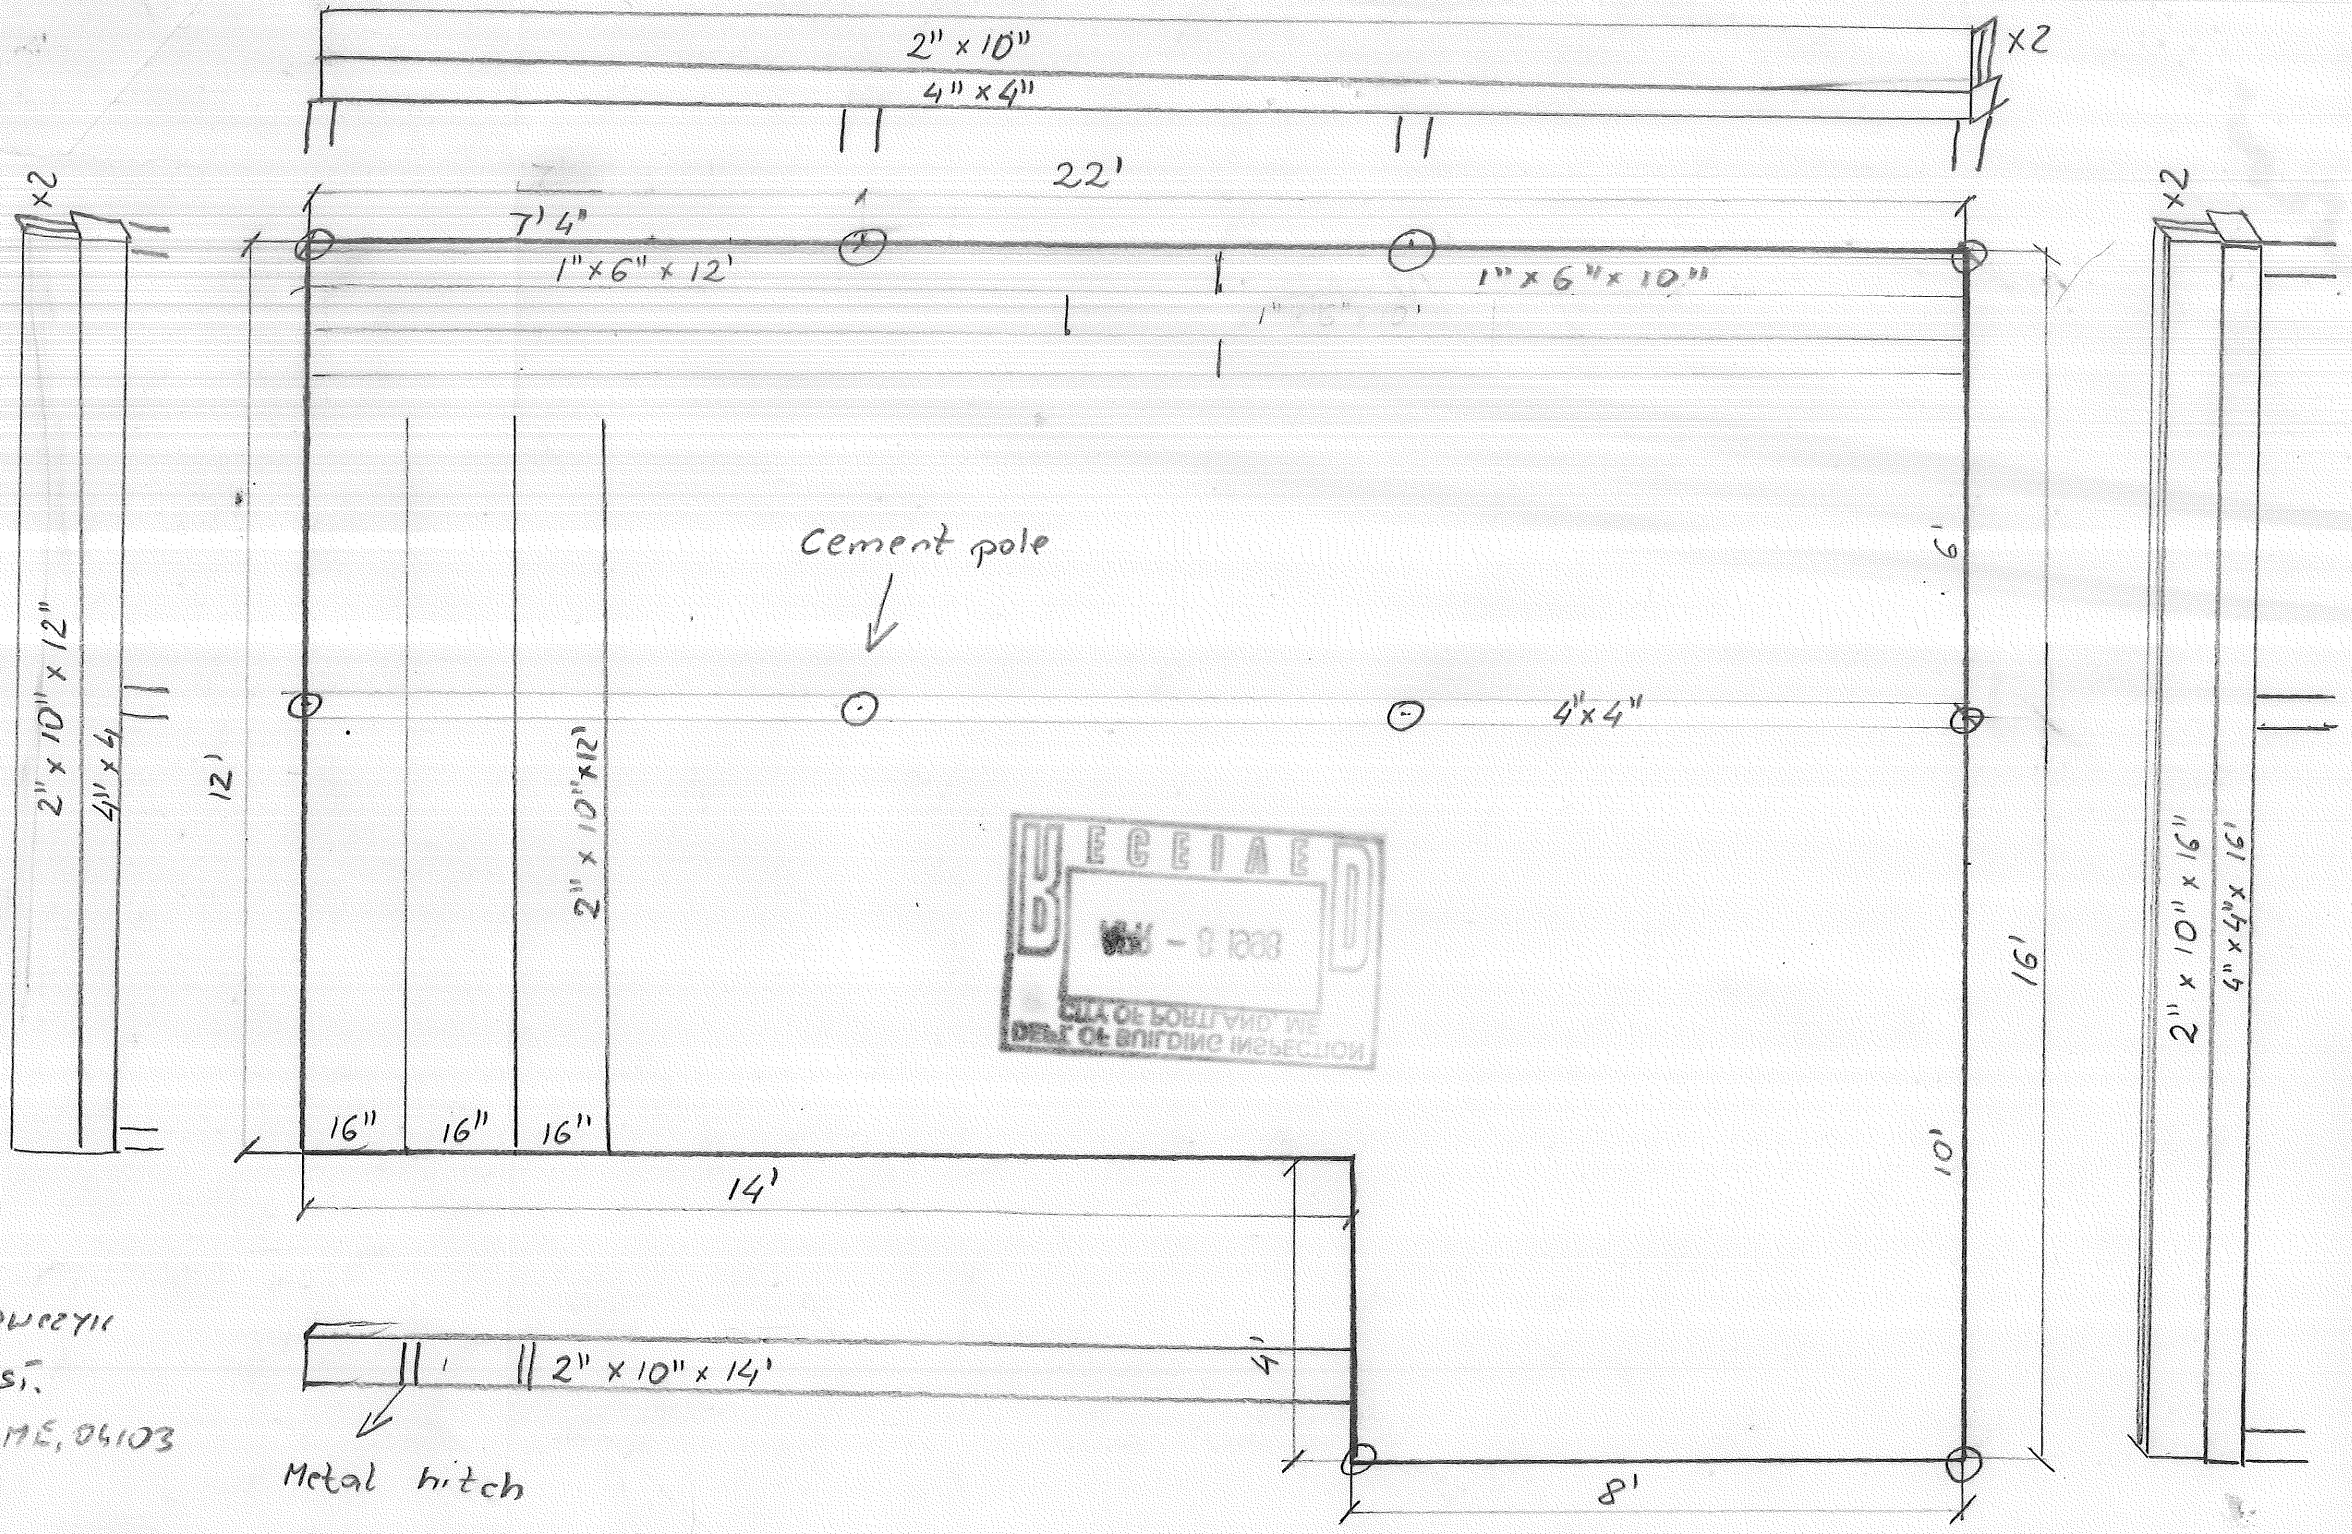 2" x 10"
x2
4" x 4"
22'
x2
x2
7' 4"
1" x 6" x 12'
1" x 6" x 10"
Cement pole
6'
4" x 4"
2" x 10" x 12"
4" x 4
12'
2" x 10" x 12"
2" x 10" x 16"
4" x 4" x 16'
16'
CITY OF PORTLAND, ME
DEPT. OF BUILDING INSPECTION
10'
16"
16"
16"
14'
4'
2" x 10" x 14'
ME, 04103
Metal hitch
8'